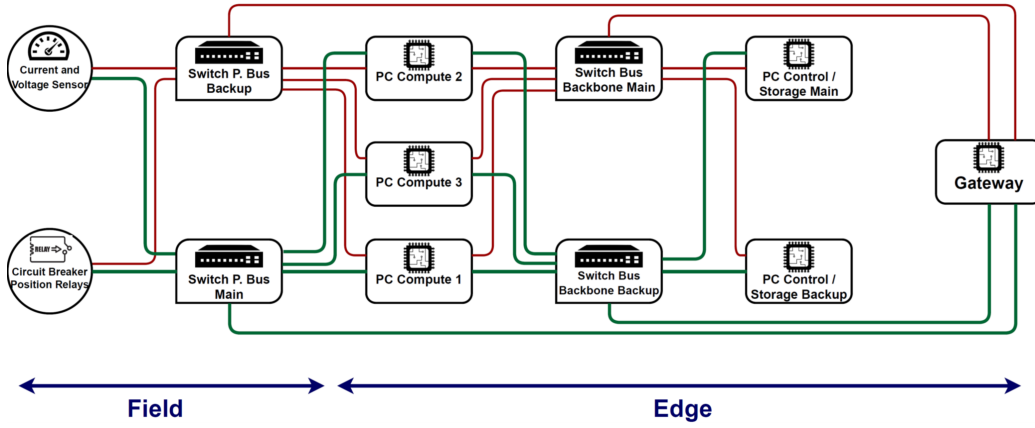 Current and
Voltage Sensor
Switch P. Bus
Backup
PC Compute 2
Switch Bus
Backbone Main
PC Control /
Storage Main
PC Compute 3
Gateway
RELAY
Circuit Breaker
Position Relays
Switch P. Bus
Main
PC Compute 1
Switch Bus
Backbone Backup
PC Control /
Storage Backup
Field
Edge